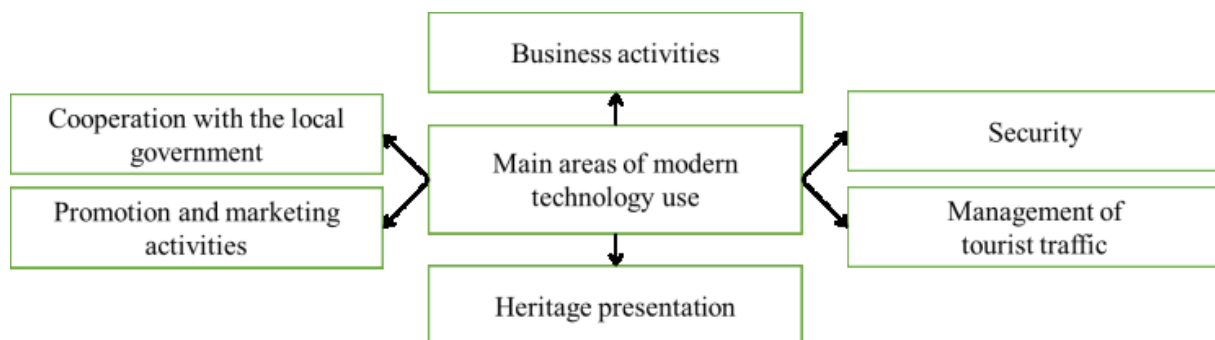 Business activities
Cooperation with the local
government
Main areas of modern
technology use
Security
Promotion and marketing
activities
Management of
tourist traffic
Heritage presentation